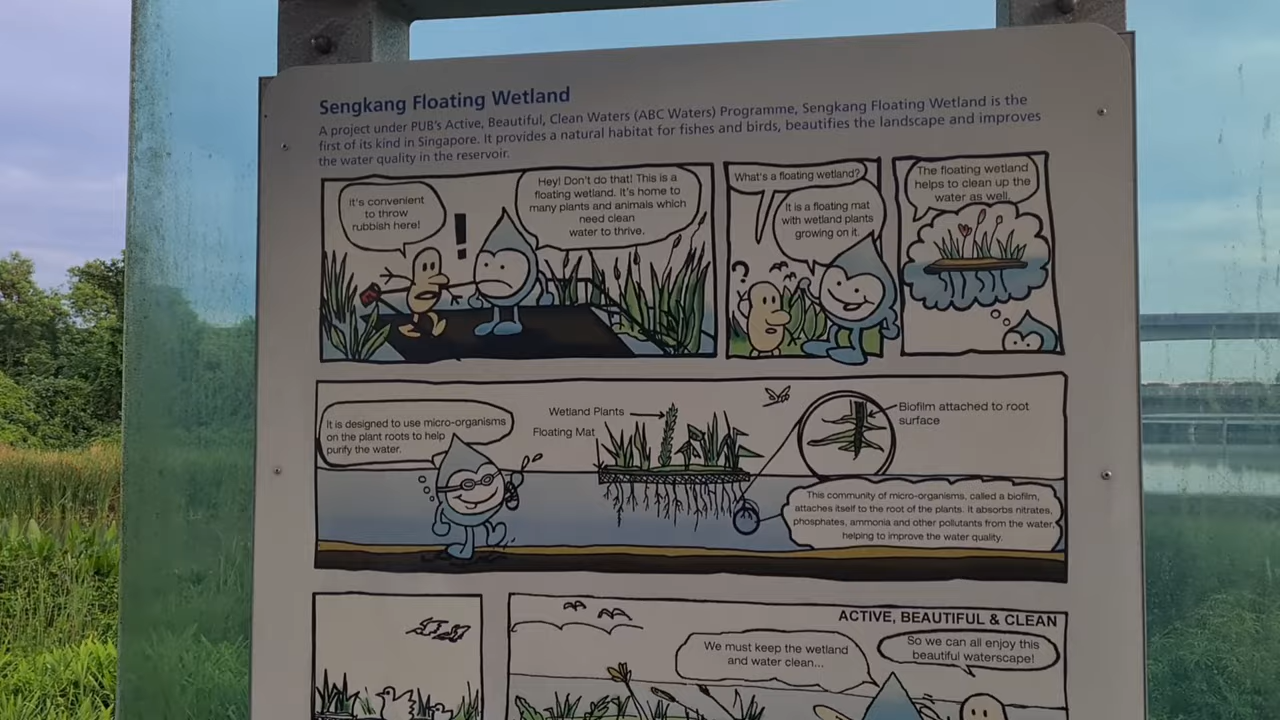 Sengkang Floating Wetland
A project under PUB's Active, Beautiful, Clean Waters (ABC Waters) Programme, Sengkang Floating Wetland is the
first of its kind in Singapore. It provides a natural habitat for fishes and birds, beautifies the landscape and improves
the water quality in the reservoir.
It's convenient
to throw
rubbish here!
!
Hey! Don't do that! This is a
floating wetland. It's home to
many plants and animals which
need clean
water to thrive.
What's a floating wetland?
It is a floating mat
with wetland plants
growing on it.
?
The floating wetland
helps to clean up the
water as well.
It is designed to use micro-organisms
on the plant roots to help
purify the water.
Wetland Plants
Floating Mat
Biofilm attached to root
surface
This community of micro-organisms, called a biofilm,
attaches itself to the root of the plants. It absorbs nitrates,
phosphates, ammonia and other pollutants from the water,
helping to improve the water quality.
ACTIVE, BEAUTIFUL & CLEAN
We must keep the wetland
and water clean...
So we can all enjoy this
beautiful waterscape!